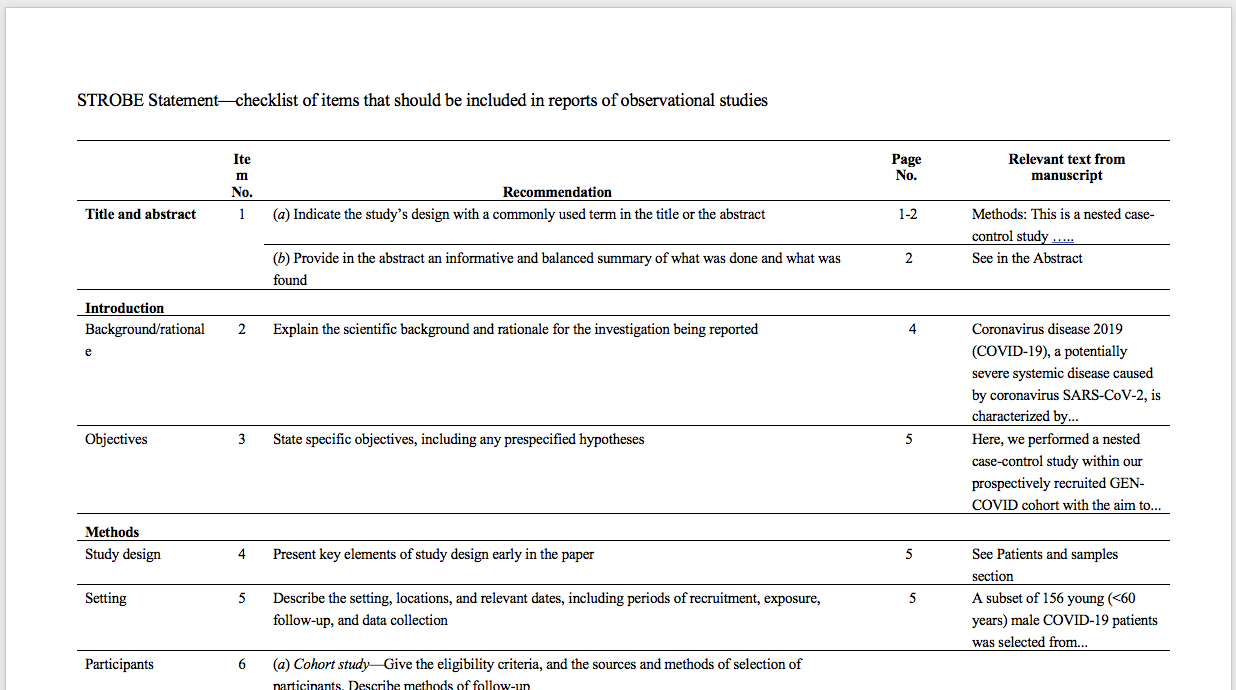 STROBE Statement—checklist of items that should be included in reports of observational studies
Ite
m
No.
Recommendation
Page
No.
Relevant text from
manuscript
Title and abstract
1
(a) Indicate the study’s design with a commonly used term in the title or the abstract
1-2
Methods: This is a nested case-
control study …..
(b) Provide in the abstract an informative and balanced summary of what was done and what was
found
2
See in the Abstract
Introduction
Background/rational
e
2
Explain the scientific background and rationale for the investigation being reported
4
Coronavirus disease 2019
(COVID-19), a potentially
severe systemic disease caused
by coronavirus SARS-CoV-2, is
characterized by...
Objectives
3
State specific objectives, including any prespecified hypotheses
5
Here, we performed a nested
case-control study within our
prospectively recruited GEN-
COVID cohort with the aim to...
Methods
Study design
4
Present key elements of study design early in the paper
5
See Patients and samples
section
Setting
5
Describe the setting, locations, and relevant dates, including periods of recruitment, exposure,
follow-up, and data collection
5
A subset of 156 young (<60
years) male COVID-19 patients
was selected from...
Participants
6
(a) Cohort study—Give the eligibility criteria, and the sources and methods of selection of
participants. Describe methods of follow-up